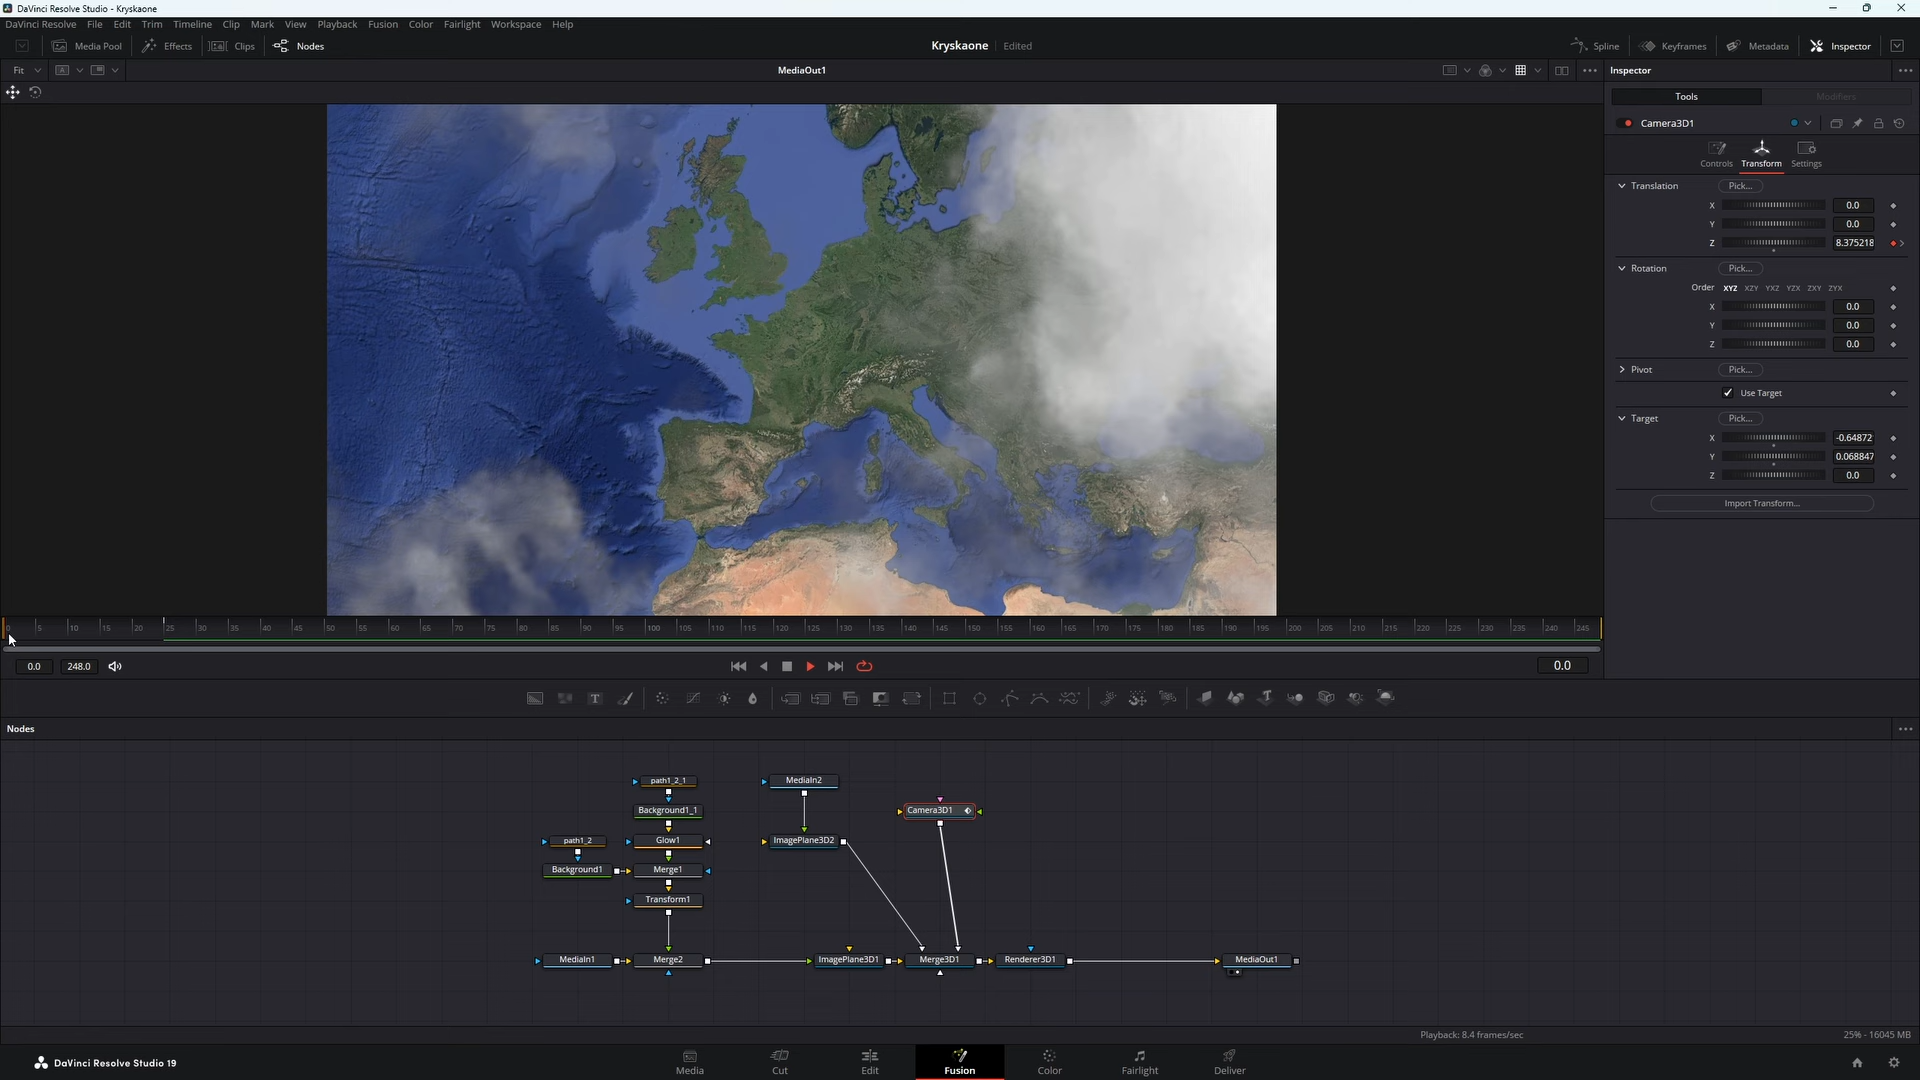 DaVinci Resolve Studio - Kryskaone
DaVinci Resolve File Edit Trim Timeline Clip Mark View Playback Fusion Color Fairlight Workspace Help
Media Pool Effects Clips Nodes Kryskaone Edited Spline Keyframes Metadata Inspector
Fit MediaOut1 Inspector
Tools Modifiers
Camera3D1
Controls Transform Settings
Translation Pick...
X 0.0
Y 0.0
Z 8.375218
Rotation Pick...
Order XYZ XZY YXZ YZX ZXY ZYX
X 0.0
Y 0.0
Z 0.0
Pivot Pick...
Use Target
Target Pick...
X -0.64872
Y 0.068847
Z 0.0
Import Transform...
0 5 10 15 20 25 30 35 40 45 50 55 60 65 70 75 80 85 90 95 100 105 110 115 120 125 130 135 140 145 150 155 160 165 170 175 180 185 190 195 200 205 210 215 220 225 230 235 240 245
0.0 248.0 0.0
Nodes
path1_2_1 MediaIn2
Background1_1 Camera3D1
path1_2 Glow1 ImagePlane3D2
Background1 Merge1
Transform1
MediaIn1 Merge2 ImagePlane3D1 Merge3D1 Renderer3D1 MediaOut1
Playback: 8.4 frames/sec 25% - 16045 MB
DaVinci Resolve Studio 19 Media Cut Edit Fusion Color Fairlight Deliver